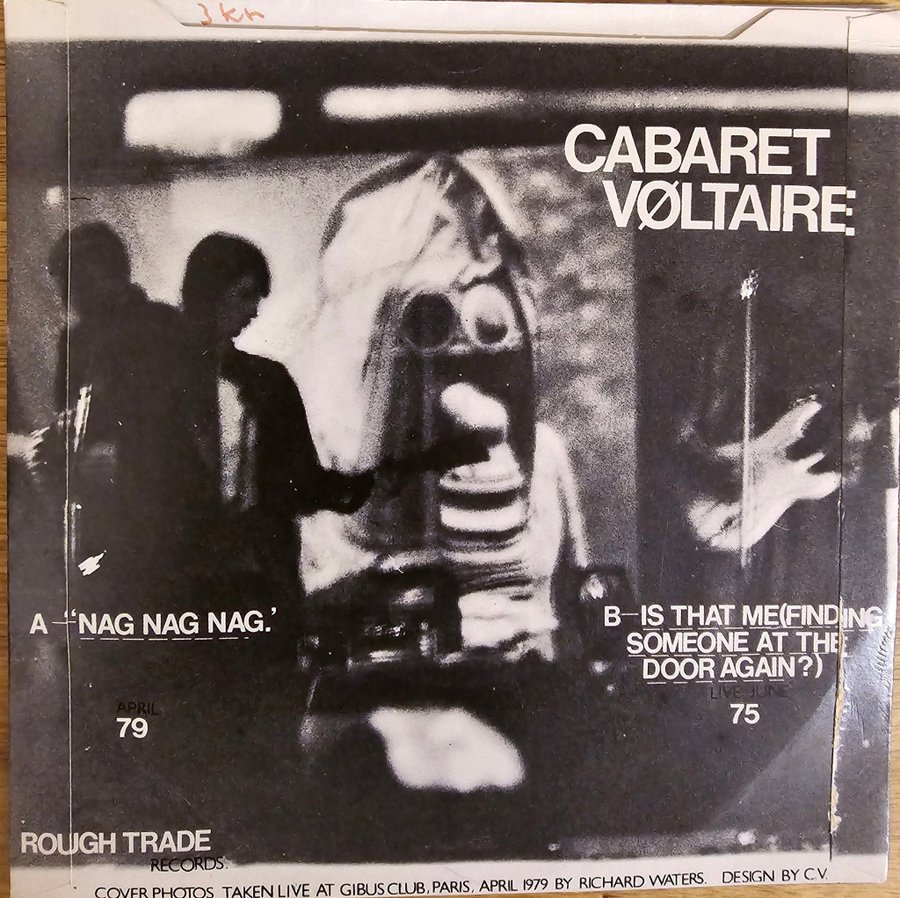 3kn
CABARET
VØLTAIRE:
A—"NAG NAG NAG.'
APRIL
79
B—IS THAT ME(FINDING
SOMEONE AT THE
DOOR AGAIN?)
LIVE JUNE
75
ROUGH TRADE
RECORDS.
COVER PHOTOS TAKEN LIVE AT GIBUS CLUB, PARIS, APRIL 1979 BY RICHARD WATERS. DESIGN BY C.V.